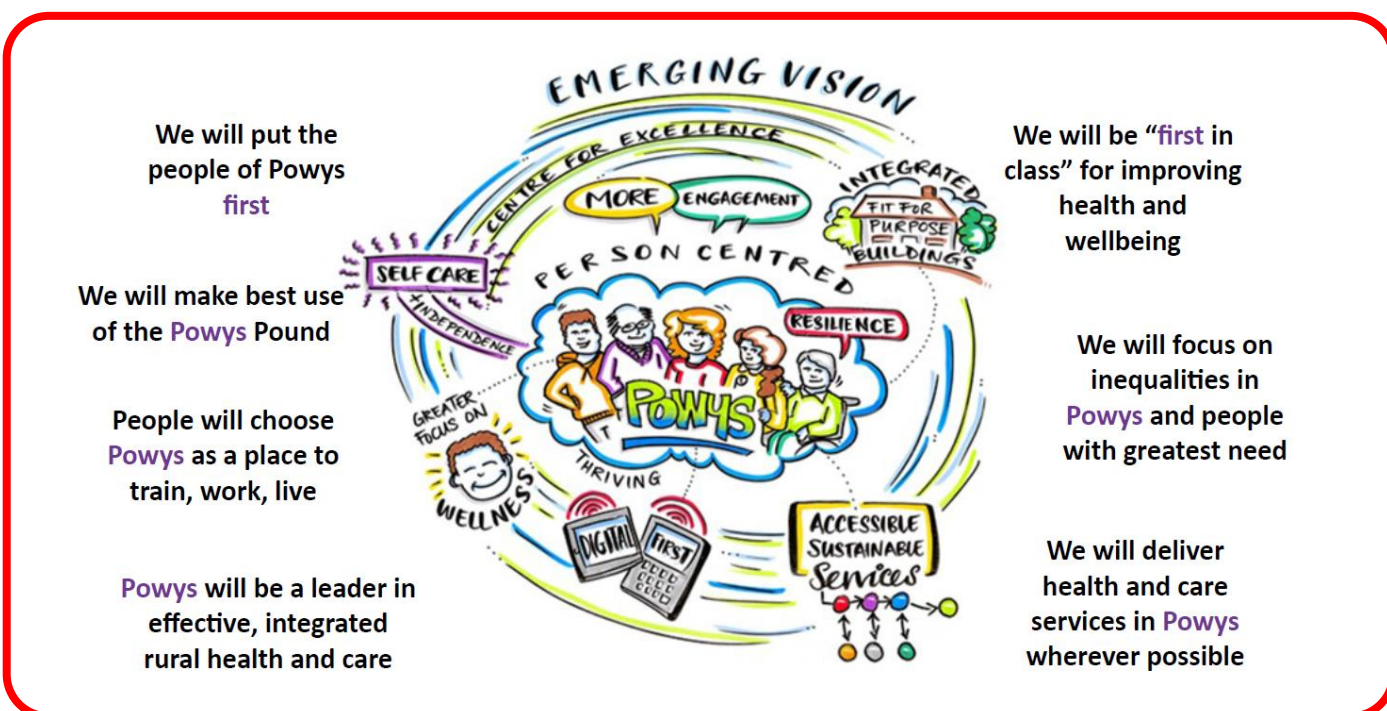 EMERGING VISION
CENTRE FOR EXCELLENCE
MORE
ENGAGEMENT
INTEGRATED
FIT FOR
PURPOSE
BUILDINGS
PERSON CENTRED
SELF CARE
+ INDEPENDENCE
RESILIENCE
POWYS
GREATER
FOCUS ON
WELLNESS
THRIVING
DIGITAL
FIRST
ACCESSIBLE
SUSTAINABLE
Services
We will put the
people of Powys
first
We will make best use
of the Powys Pound
People will choose
Powys as a place to
train, work, live
Powys will be a leader in
effective, integrated
rural health and care
We will be “first in
class” for improving
health and
wellbeing
We will focus on
inequalities in
Powys and people
with greatest need
We will deliver
health and care
services in Powys
wherever possible